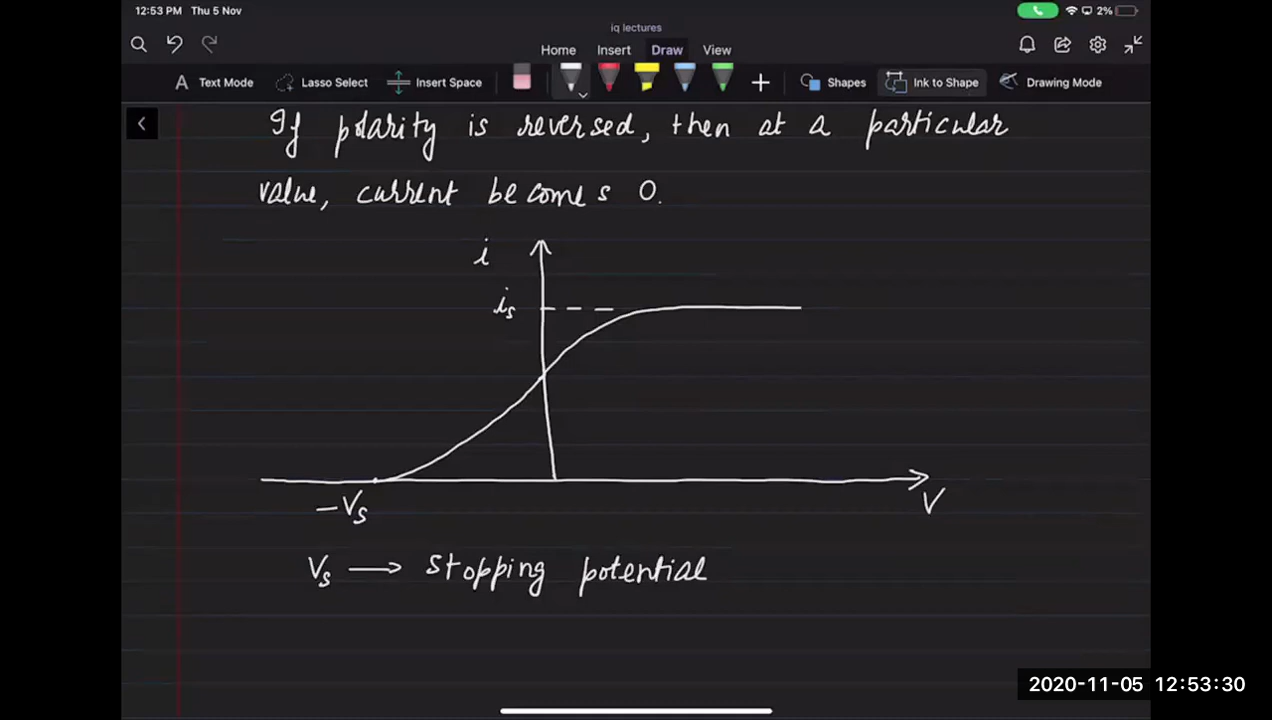 12:53 PM Thu 5 Nov
2%
iq lectures
Home Insert Draw View
Text Mode Lasso Select Insert Space Shapes Ink to Shape Drawing Mode
If polarity is reversed, then at a particular
value, current becomes 0.
i
is
-Vs
V
Vs → stopping potential
2020-11-05 12:53:30